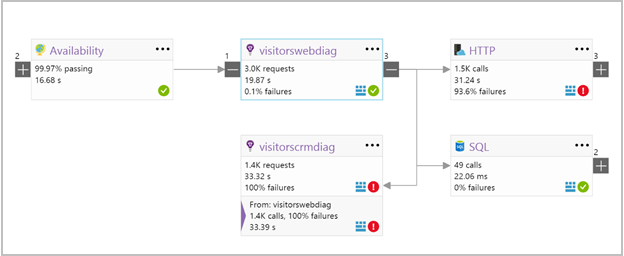 2
Availability
99.97% passing
16.68 s
1
visitorswebdiag
3.0K requests
19.87 s
0.1% failures
3
HTTP
1.5K calls
31.24 s
93.6% failures
3
visitorscrmdiag
1.4K requests
33.32 s
100% failures
From: visitorswebdiag
1.4K calls, 100% failures
33.39 s
SQL
49 calls
22.06 ms
0% failures
2